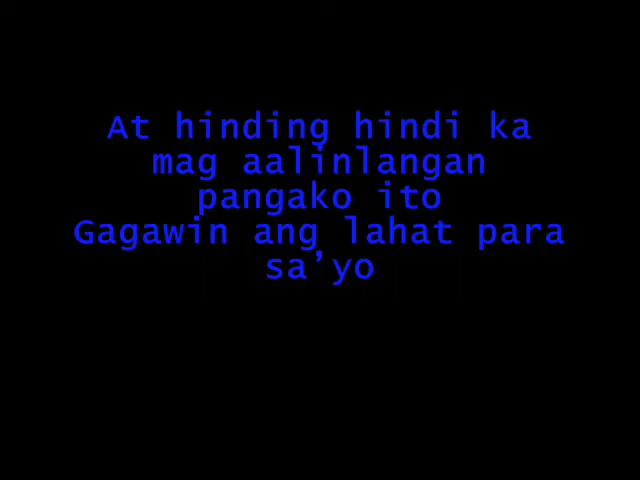 At hinding hindi ka
mag aalinlangan
pangako ito
Gagawin ang lahat para
sa’yo